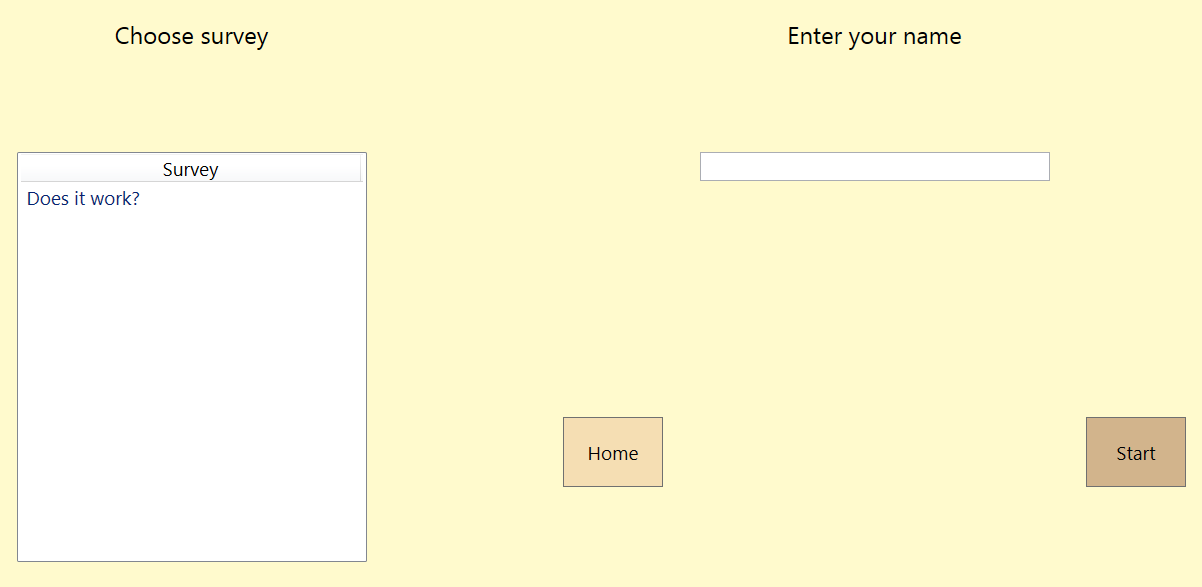 Choose survey
Enter your name
Survey
Does it work?
Home
Start